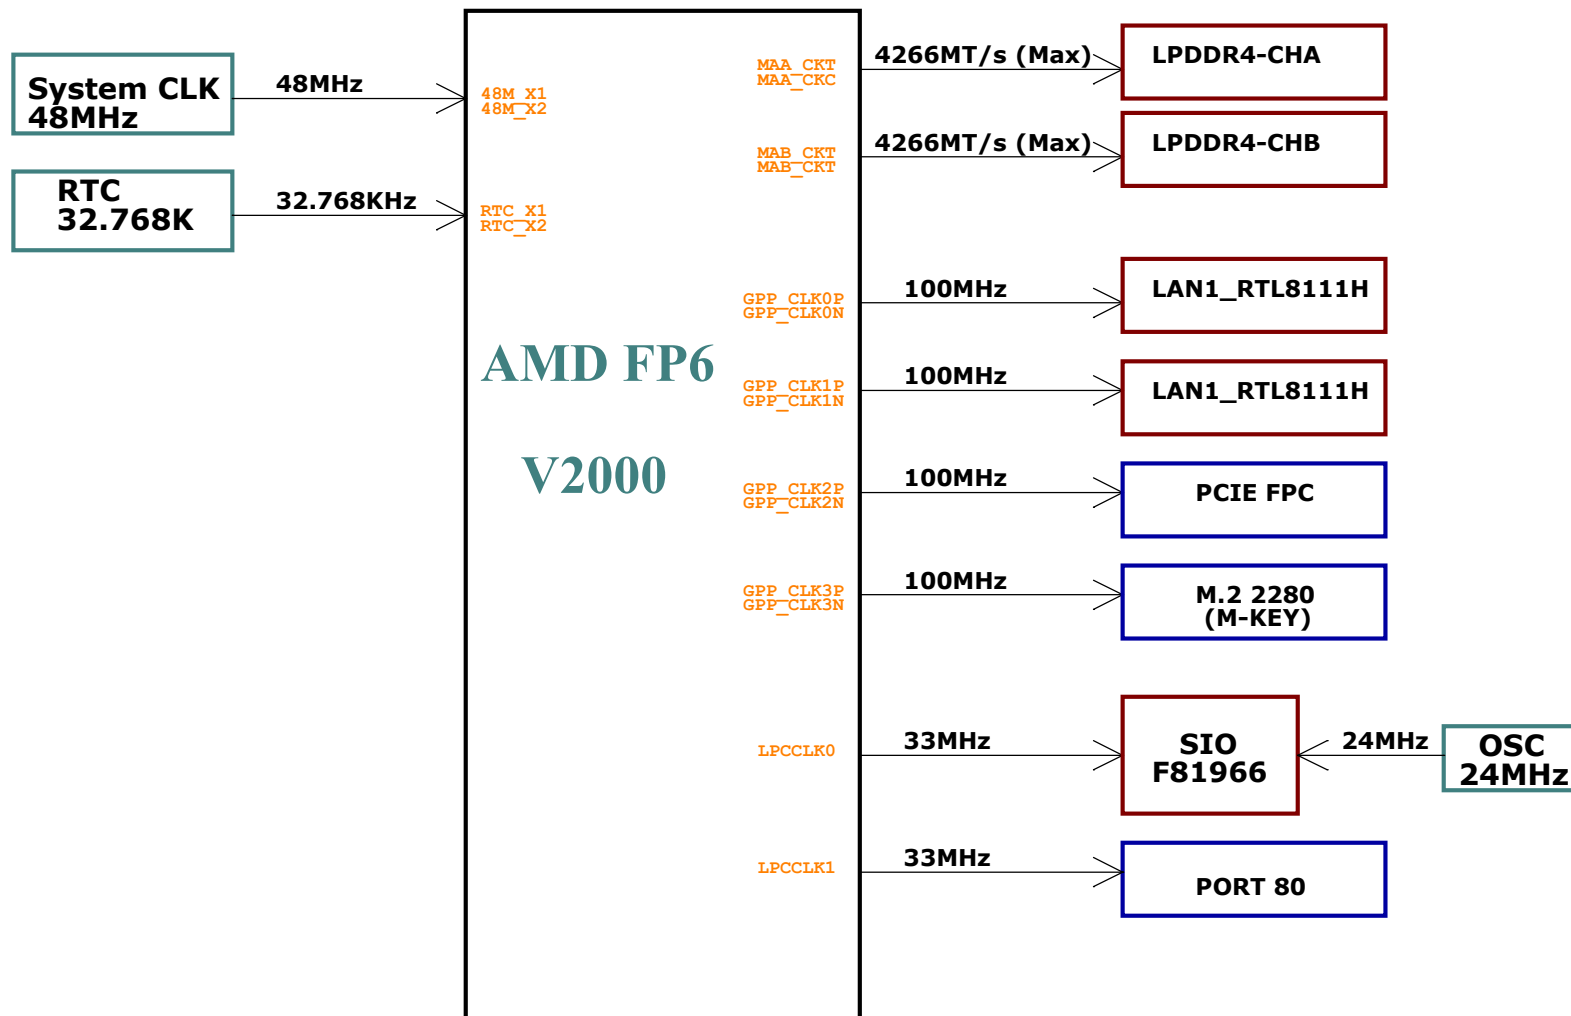 System CLK
48MHz
48MHz
48M_X1
48M_X2
RTC
32.768K
32.768KHz
RTC_X1
RTC_X2
AMD FP6
V2000
MAA_CKT
MAA_CKC
4266MT/s (Max)
LPDDR4-CHA
MAB_CKT
MAB_CKT
4266MT/s (Max)
LPDDR4-CHB
GPP_CLK0P
GPP_CLK0N
100MHz
LAN1_RTL8111H
GPP_CLK1P
GPP_CLK1N
100MHz
LAN1_RTL8111H
GPP_CLK2P
GPP_CLK2N
100MHz
PCIE FPC
GPP_CLK3P
GPP_CLK3N
100MHz
M.2 2280
(M-KEY)
LPCCLK0
33MHz
SIO
F81966
24MHz
OSC
24MHz
LPCCLK1
33MHz
PORT 80